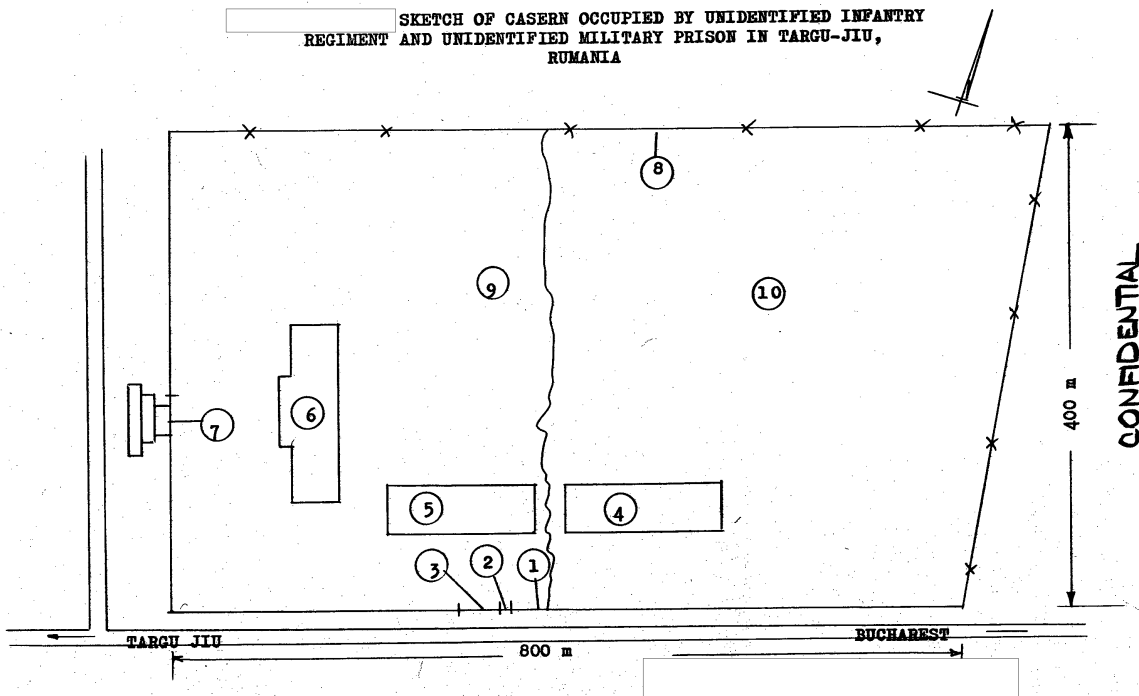 SKETCH OF CASERN OCCUPIED BY UNIDENTIFIED INFANTRY
REGIMENT AND UNIDENTIFIED MILITARY PRISON IN TARGU-JIU,
RUMANIA
8
9
10
CONFIDENTIAL
400 m
6
7
5
4
3
2
1
TARGU JIU
BUCHAREST
800 m